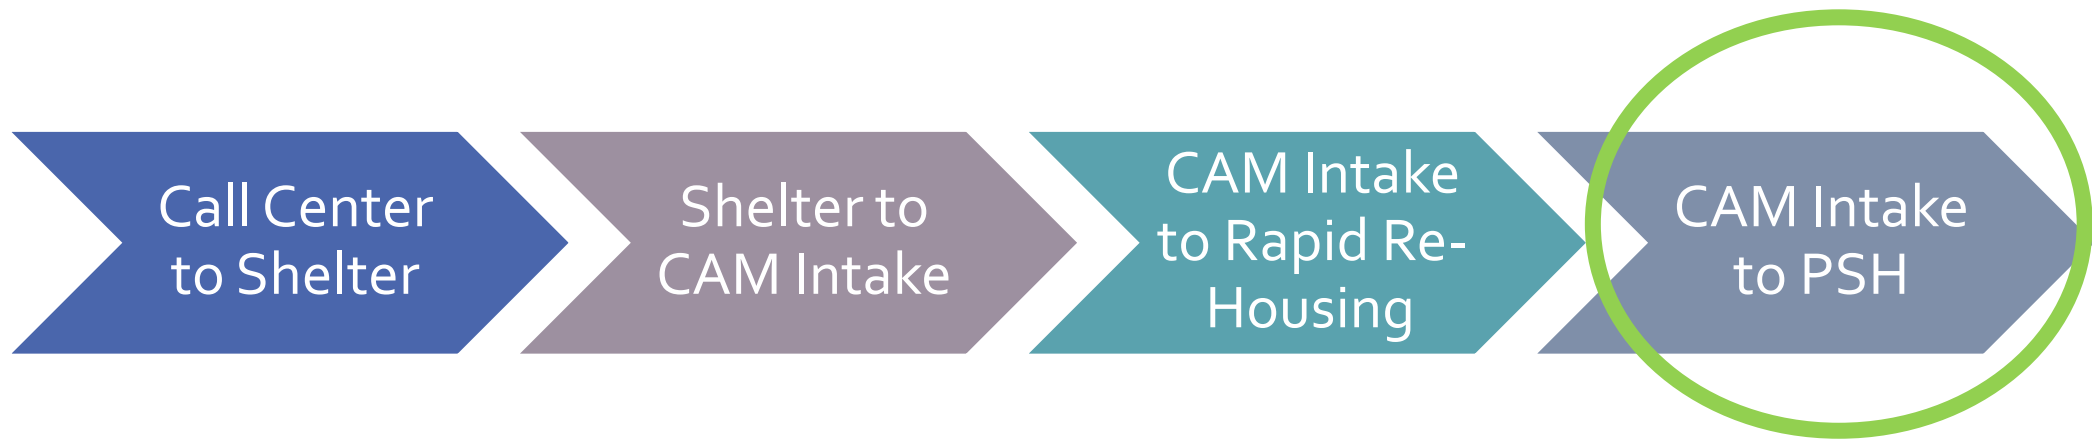 Call Center
to Shelter
Shelter to
CAM Intake
CAM Intake
to Rapid Re-
Housing
CAM Intake
to PSH